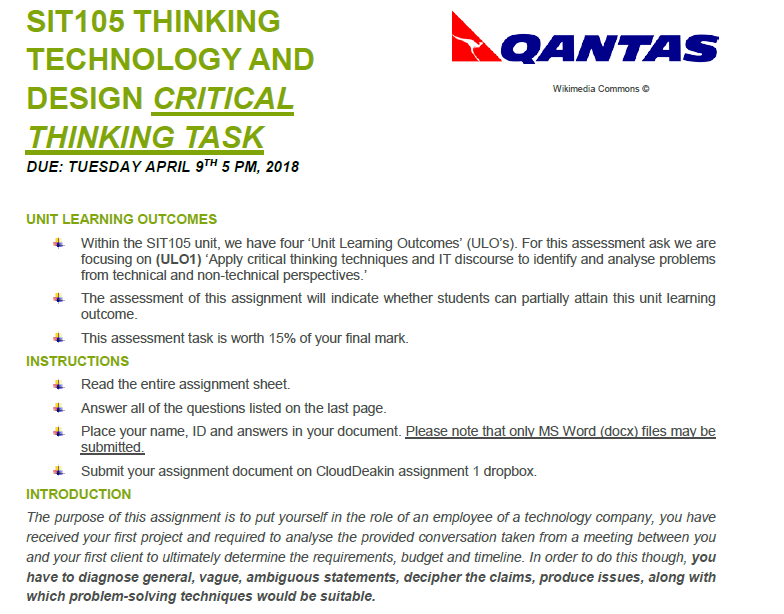 SIT105 THINKING
TECHNOLOGY AND
DESIGN CRITICAL
THINKING TASK
DUE: TUESDAY APRIL 9TH 5 PM, 2018
QANTAS
Wikimedia Commons ©
UNIT LEARNING OUTCOMES
Within the SIT105 unit, we have four ‘Unit Learning Outcomes’ (ULO’s). For this assessment ask we are
focusing on (ULO1) ‘Apply critical thinking techniques and IT discourse to identify and analyse problems
from technical and non-technical perspectives.’
The assessment of this assignment will indicate whether students can partially attain this unit learning
outcome.
This assessment task is worth 15% of your final mark.
INSTRUCTIONS
Read the entire assignment sheet.
Answer all of the questions listed on the last page.
Place your name, ID and answers in your document. Please note that only MS Word (docx) files may be
submitted.
Submit your assignment document on CloudDeakin assignment 1 dropbox.
INTRODUCTION
The purpose of this assignment is to put yourself in the role of an employee of a technology company, you have
received your first project and required to analyse the provided conversation taken from a meeting between you
and your first client to ultimately determine the requirements, budget and timeline. In order to do this though, you
have to diagnose general, vague, ambiguous statements, decipher the claims, produce issues, along with
which problem-solving techniques would be suitable.